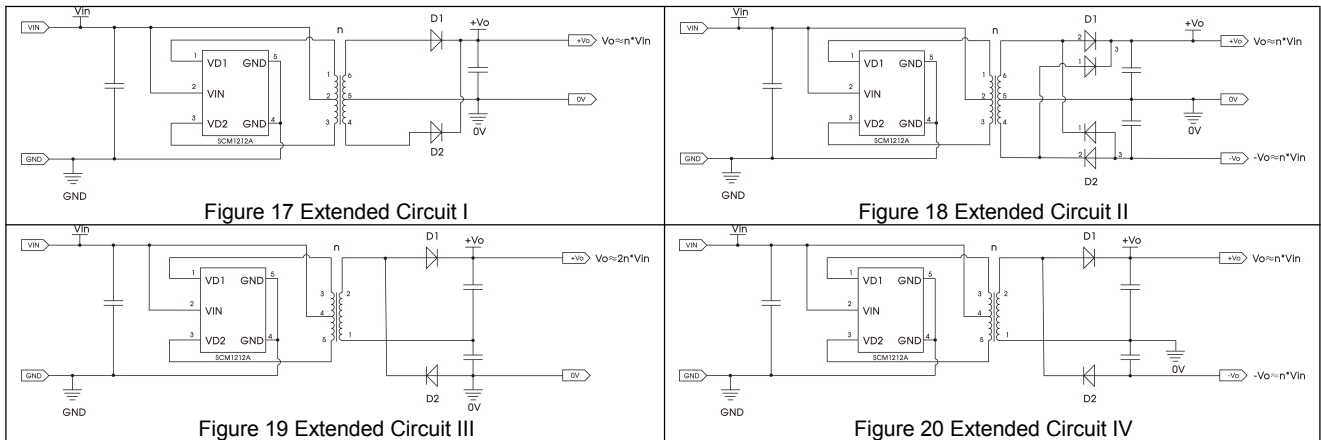 Vin
VIN
n
D1
+Vo
+Vo Vo≈n*Vin
1 VD1 GND 5
2 VIN
3 VD2 GND 4
SCM1212A
1 6
2 5
3 4
0V
0V
D2
GND
GND
Figure 17 Extended Circuit I
Vin
VIN
n
D1
+Vo
2
1
3
+Vo Vo≈n*Vin
1 VD1 GND 5
2 VIN
3 VD2 GND 4
SCM1212A
1 6
2 5
3 4
0V
0V
1
2
3
-Vo -Vo≈n*Vin
D2
GND
GND
Figure 18 Extended Circuit II
Vin
VIN
n
D1
+Vo
+Vo Vo≈2n*Vin
1 VD1 GND 5
2 VIN
3 VD2 GND 4
SCM1212A
3 2
4
5 1
0V
D2
0V
GND
GND
Figure 19 Extended Circuit III
Vin
VIN
n
D1
+Vo
+Vo Vo≈n*Vin
1 VD1 GND 5
2 VIN
3 VD2 GND 4
SCM1212A
3 2
4
5 1
0V
-Vo -Vo≈n*Vin
D2
GND
GND
Figure 20 Extended Circuit IV